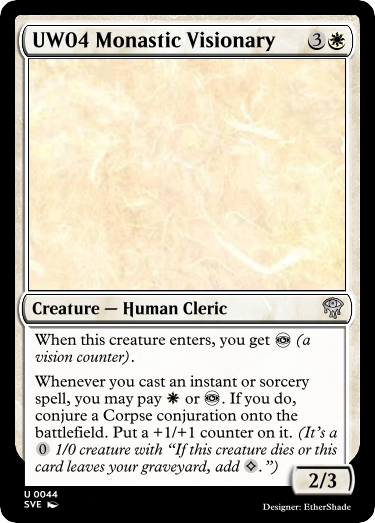 UW04 Monastic Visionary 3
Creature — Human Cleric
When this creature enters, you get (a
vision counter).
Whenever you cast an instant or sorcery
spell, you may pay or . If you do,
conjure a Corpse conjuration onto the
battlefield. Put a +1/+1 counter on it. (It's a
0 1/0 creature with “If this creature dies or this
card leaves your graveyard, add .”)
2/3
U 0044
SVE
Designer: EtherShade